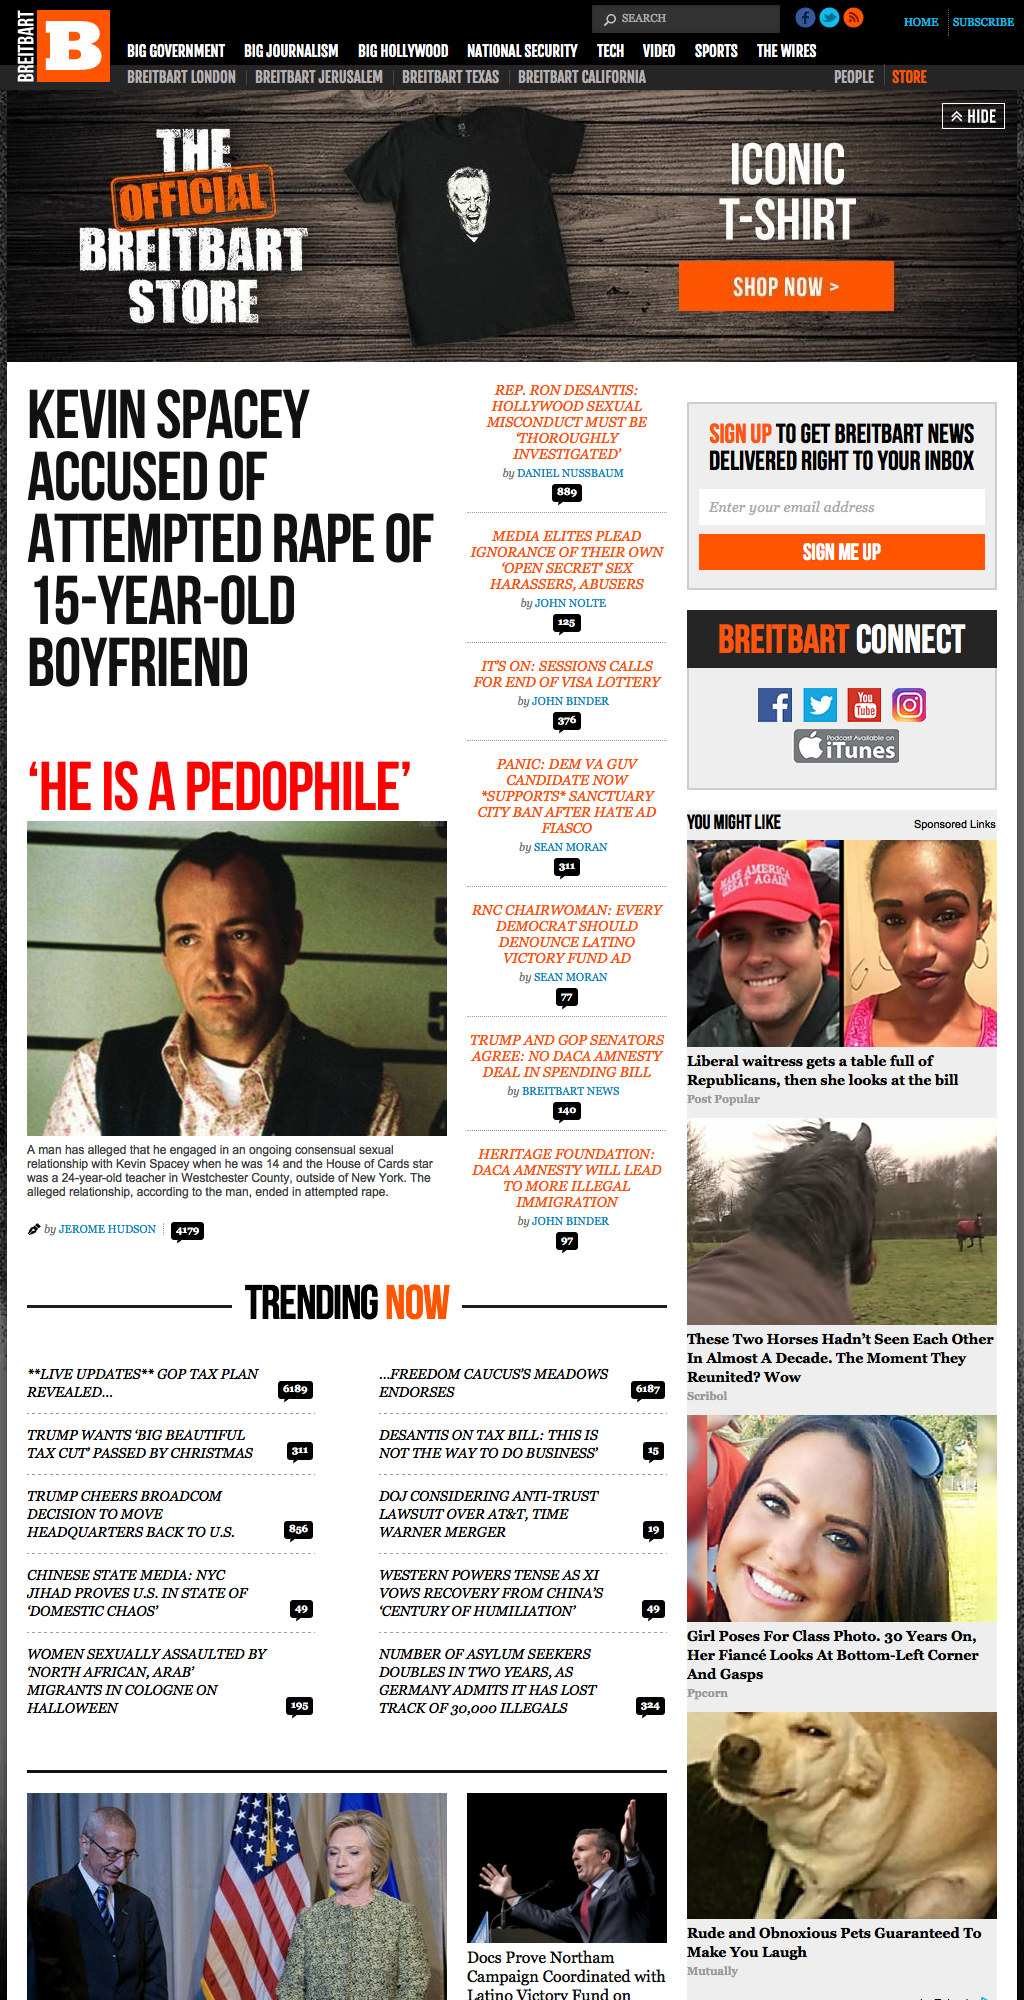 BREITBART
B
SEARCH
HOME
SUBSCRIBE
BIG GOVERNMENT
BIG JOURNALISM
BIG HOLLYWOOD
NATIONAL SECURITY
TECH
VIDEO
SPORTS
THE WIRES
BREITBART LONDON
BREITBART JERUSALEM
BREITBART TEXAS
BREITBART CALIFORNIA
PEOPLE
STORE
HIDE
THE
OFFICIAL
BREITBART
STORE
ICONIC
T-SHIRT
SHOP NOW >
KEVIN SPACEY
ACCUSED OF
ATTEMPTED RAPE OF
15-YEAR-OLD
BOYFRIEND
‘HE IS A PEDOPHILE’
A man has alleged that he engaged in an ongoing consensual sexual
relationship with Kevin Spacey when he was 14 and the House of Cards star
was a 24-year-old teacher in Westchester County, outside of New York. The
alleged relationship, according to the man, ended in attempted rape.
by JEROME HUDSON
4179
REP. RON DESANTIS:
HOLLYWOOD SEXUAL
MISCONDUCT MUST BE
‘THOROUGHLY
INVESTIGATED’
by DANIEL NUSSBAUM
889
MEDIA ELITES PLEAD
IGNORANCE OF THEIR OWN
‘OPEN SECRET’ SEX
HARASSERS, ABUSERS
by JOHN NOLTE
125
IT’S ON: SESSIONS CALLS
FOR END OF VISA LOTTERY
by JOHN BINDER
376
PANIC: DEM VA GUV
CANDIDATE NOW
*SUPPORTS* SANCTUARY
CITY BAN AFTER HATE AD
FIASCO
by SEAN MORAN
311
RNC CHAIRWOMAN: EVERY
DEMOCRAT SHOULD
DENOUNCE LATINO
VICTORY FUND AD
by SEAN MORAN
77
TRUMP AND GOP SENATORS
AGREE: NO DACA AMNESTY
DEAL IN SPENDING BILL
by BREITBART NEWS
140
HERITAGE FOUNDATION:
DACA AMNESTY WILL LEAD
TO MORE ILLEGAL
IMMIGRATION
by JOHN BINDER
97
SIGN UP TO GET BREITBART NEWS
DELIVERED RIGHT TO YOUR INBOX
Enter your email address
SIGN ME UP
BREITBART CONNECT
You
Tube
Podcast Available on
iTunes
YOU MIGHT LIKE
Sponsored Links
MAKE AMERICA
GREAT AGAIN
Liberal waitress gets a table full of
Republicans, then she looks at the bill
Post Popular
These Two Horses Hadn’t Seen Each Other
In Almost A Decade. The Moment They
Reunited? Wow
Scribol
Girl Poses For Class Photo. 30 Years On,
Her Fiancé Looks At Bottom-Left Corner
And Gasps
Ppcorn
Rude and Obnoxious Pets Guaranteed To
Make You Laugh
Mutually
TRENDING NOW
**LIVE UPDATES** GOP TAX PLAN
REVEALED...
6189
...FREEDOM CAUCUS’S MEADOWS
ENDORSES
6187
TRUMP WANTS ‘BIG BEAUTIFUL
TAX CUT’ PASSED BY CHRISTMAS
311
DESANTIS ON TAX BILL: ‘THIS IS
NOT THE WAY TO DO BUSINESS’
15
TRUMP CHEERS BROADCOM
DECISION TO MOVE
HEADQUARTERS BACK TO U.S.
856
DOJ CONSIDERING ANTI-TRUST
LAWSUIT OVER AT&T, TIME
WARNER MERGER
19
CHINESE STATE MEDIA: NYC
JIHAD PROVES U.S. IN STATE OF
‘DOMESTIC CHAOS’
49
WESTERN POWERS TENSE AS XI
VOWS RECOVERY FROM CHINA’S
‘CENTURY OF HUMILIATION’
49
WOMEN SEXUALLY ASSAULTED BY
‘NORTH AFRICAN, ARAB’
MIGRANTS IN COLOGNE ON
HALLOWEEN
195
NUMBER OF ASYLUM SEEKERS
DOUBLES IN TWO YEARS, AS
GERMANY ADMITS IT HAS LOST
TRACK OF 30,000 ILLEGALS
324
Docs Prove Northam
Campaign Coordinated with
Latino Victory Fund on